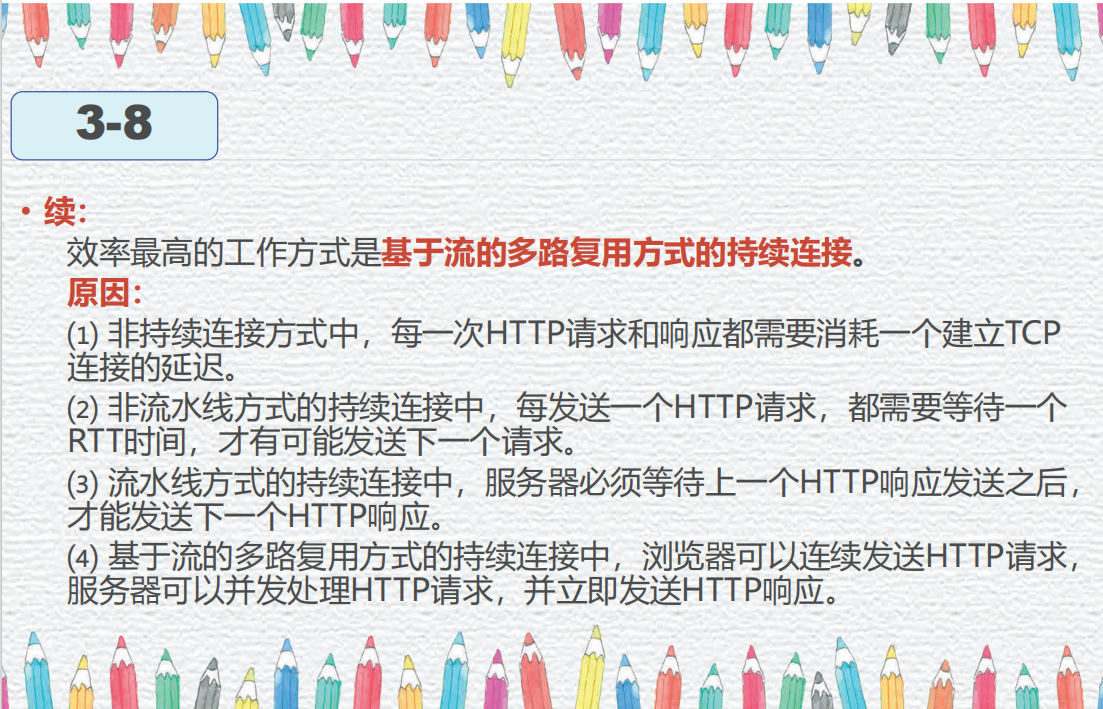 3-8
• 续：
效率最高的工作方式是基于流的多路复用方式的持续连接。
原因：
(1) 非持续连接方式中，每一次HTTP请求和响应都需要消耗一个建立TCP
连接的延迟。
(2) 非流水线方式的持续连接中，每发送一个HTTP请求，都需要等待一个
RTT时间，才有可能发送下一个请求。
(3) 流水线方式的持续连接中，服务器必须等待上一个HTTP响应发送之后，
才能发送下一个HTTP响应。
(4) 基于流的多路复用方式的持续连接中，浏览器可以连续发送HTTP请求，
服务器可以并发处理HTTP请求，并立即发送HTTP响应。